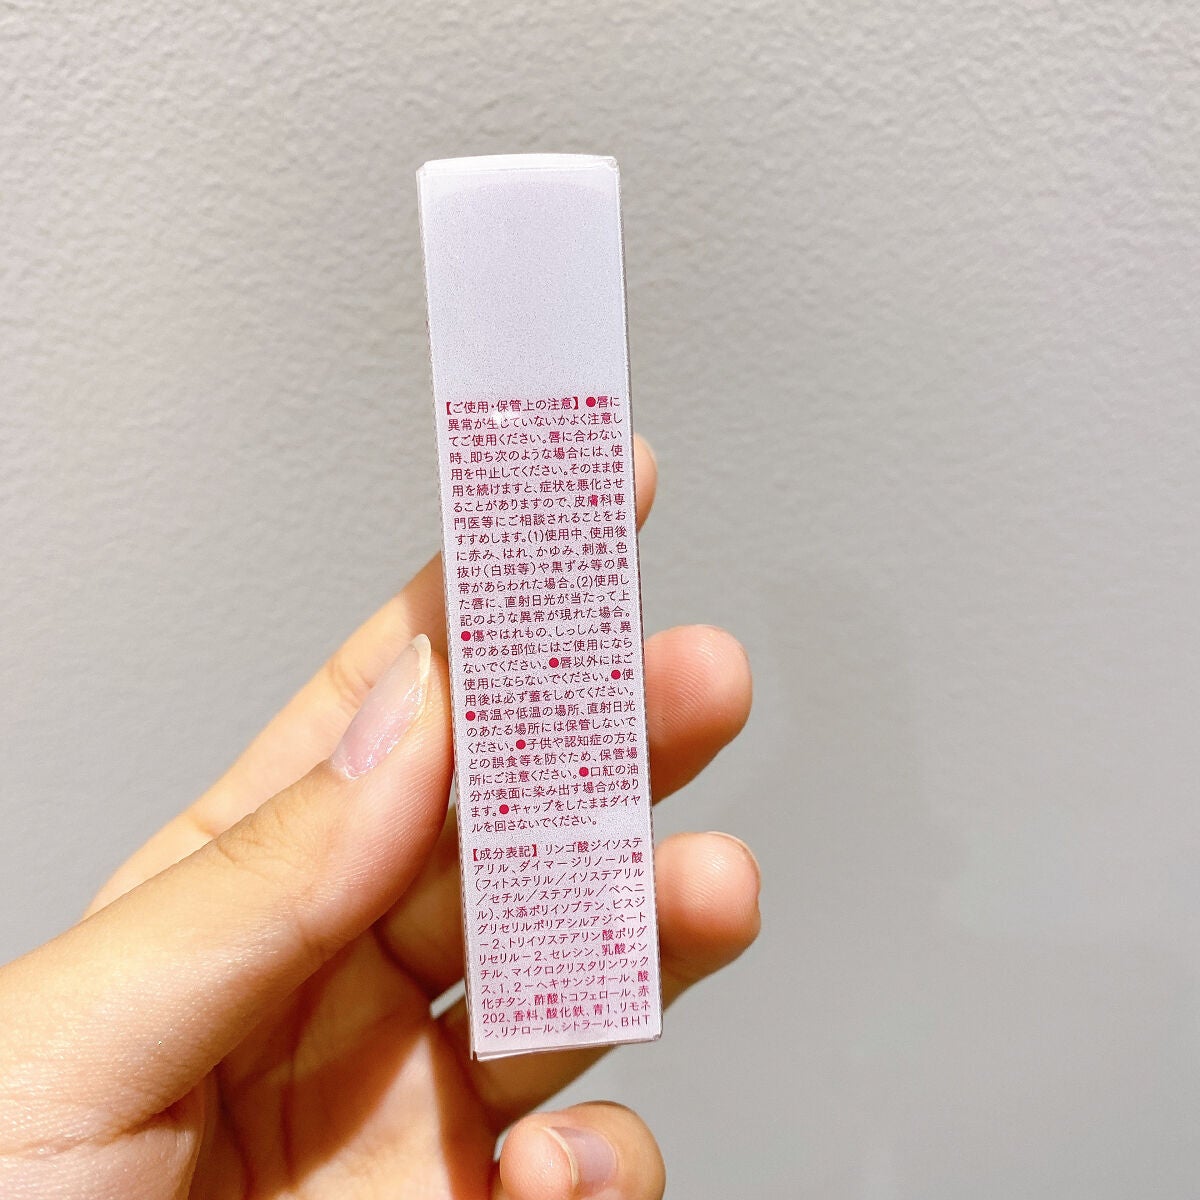 【ご使用・保管上の注意】●唇に
異常が生じていないかよく注意し
てご使用ください。唇に合わない
時、即ち次のような場合には、使
用を中止してください。そのまま使
用を続けますと、症状を悪化させ
ることがありますので、皮膚科専
門医等にご相談されることをお
すすめします。(1)使用中、使用後
に赤み、はれ、かゆみ、刺激、色
抜け(白斑等)や黒ずみ等の異
常があらわれた場合。(2)使用し
た唇に、直射日光が当たって上
記のような異常が現れた場合。
●傷やはれもの、しっしん等、異
常のある部位にはご使用になら
ないでください。●唇以外にはご
使用にならないでください。●使
用後は必ず蓋をしめてください。
●高温や低温の場所、直射日光
のあたる場所には保管しないで
ください。●子供や認知症の方な
どの誤食等を防ぐため、保管場
所にご注意ください。●口紅の油
分が表面に染み出す場合があり
ます。●キャップをしたままダイヤ
ルを回さないでください。
【成分表記】リンゴ酸ジイソステ
アリル、ダイマージリノール酸
(フィトステリル／イソステアリル
／セチル／ステアリル／ベヘニ
ル)、水添ポリイソブテン、ビスジ
グリセリルポリアシルアジペート
－2、トリイソステアリン酸ポリグ
リセリル－2、セレシン、乳酸メン
チル、マイクロクリスタリンワック
ス、1,2－ヘキサンジオール、酸
化チタン、酢酸トコフェロール、赤
202、香料、酸化鉄、青1、リモネ
ン、リナロール、シトラール、BHT